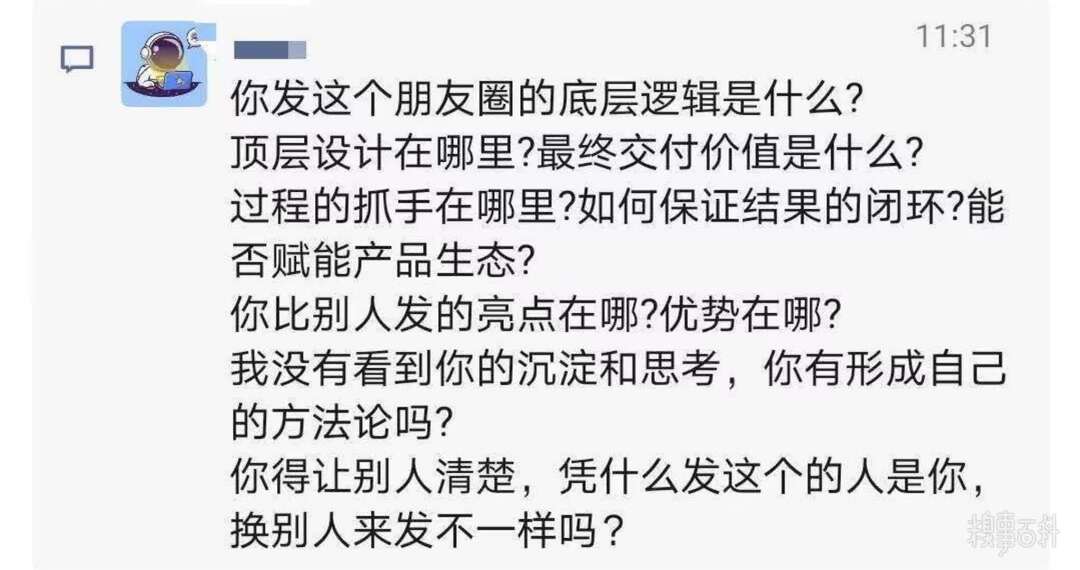 11:31
你发这个朋友圈的底层逻辑是什么?
顶层设计在哪里?最终交付价值是什么?
过程的抓手在哪里?如何保证结果的闭环?能
否赋能产品生态?
你比别人发的亮点在哪?优势在哪?
我没有看到你的沉淀和思考，你有形成自己
的方法论吗?
你得让别人清楚，凭什么发这个的人是你，
换别人来发不一样吗？
糗事百科